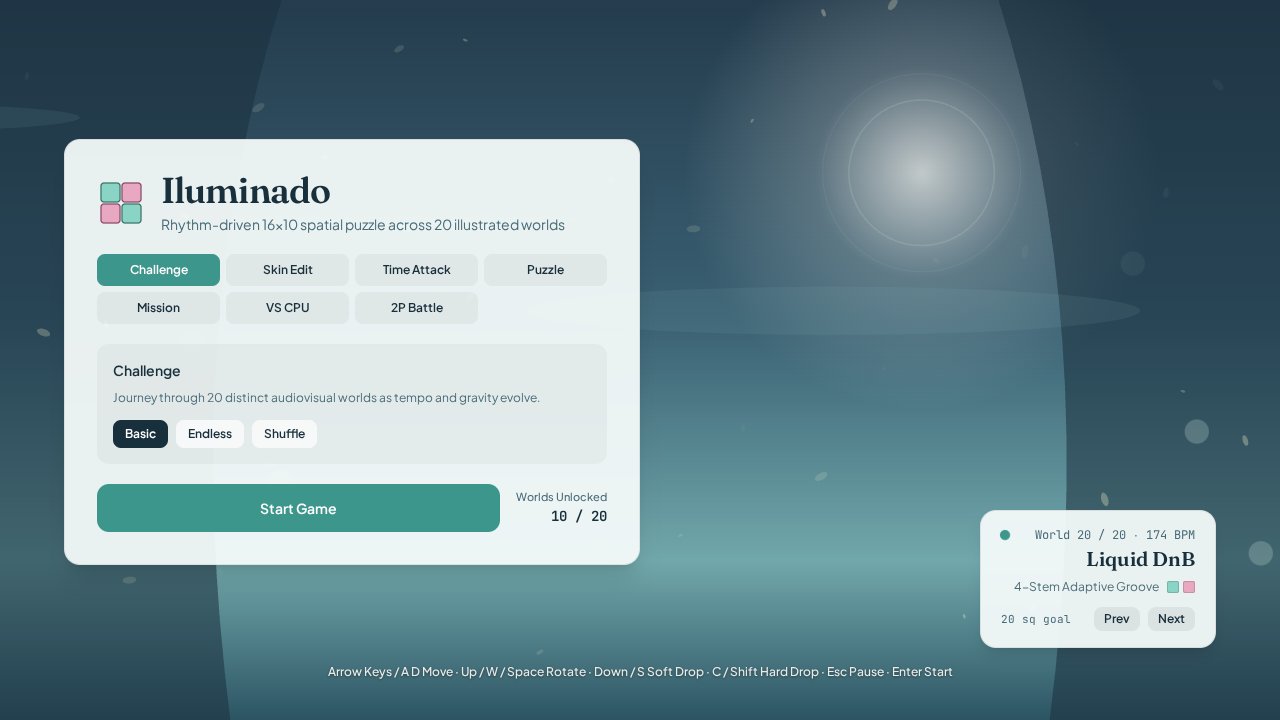 Iluminado
Rhythm-driven 16×10 spatial puzzle across 20 illustrated worlds
Challenge
Skin Edit
Time Attack
Puzzle
Mission
VS CPU
2P Battle
Challenge
Journey through 20 distinct audiovisual worlds as tempo and gravity evolve.
Basic
Endless
Shuffle
Start Game
Worlds Unlocked
10 / 20
World 20 / 20 · 174 BPM
Liquid DnB
4-Stem Adaptive Groove
20 sq goal
Prev
Next
Arrow Keys / A D Move · Up / W / Space Rotate · Down / S Soft Drop · C / Shift Hard Drop · Esc Pause · Enter Start